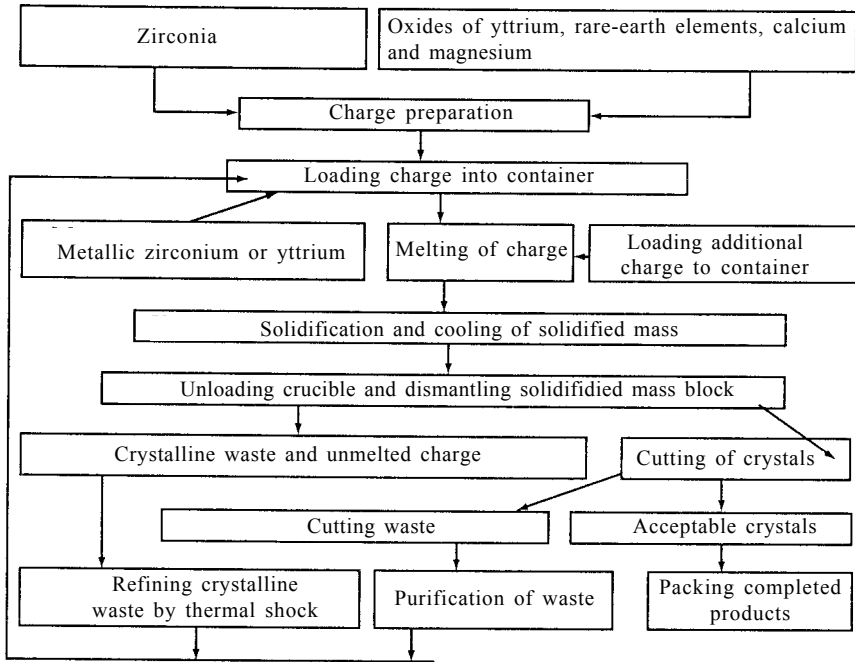 Zirconia
Oxides of yttrium, rare-earth elements, calcium
and magnesium
Charge preparation
Loading charge into container
Metallic zirconium or yttrium
Melting of charge
Loading additional
charge to container
Solidification and cooling of solidified mass
Unloading crucible and dismantling solidifidied mass block
Crystalline waste and unmelted charge
Cutting of crystals
Cutting waste
Acceptable crystals
Refining crystalline
waste by thermal shock
Purification of waste
Packing completed
products